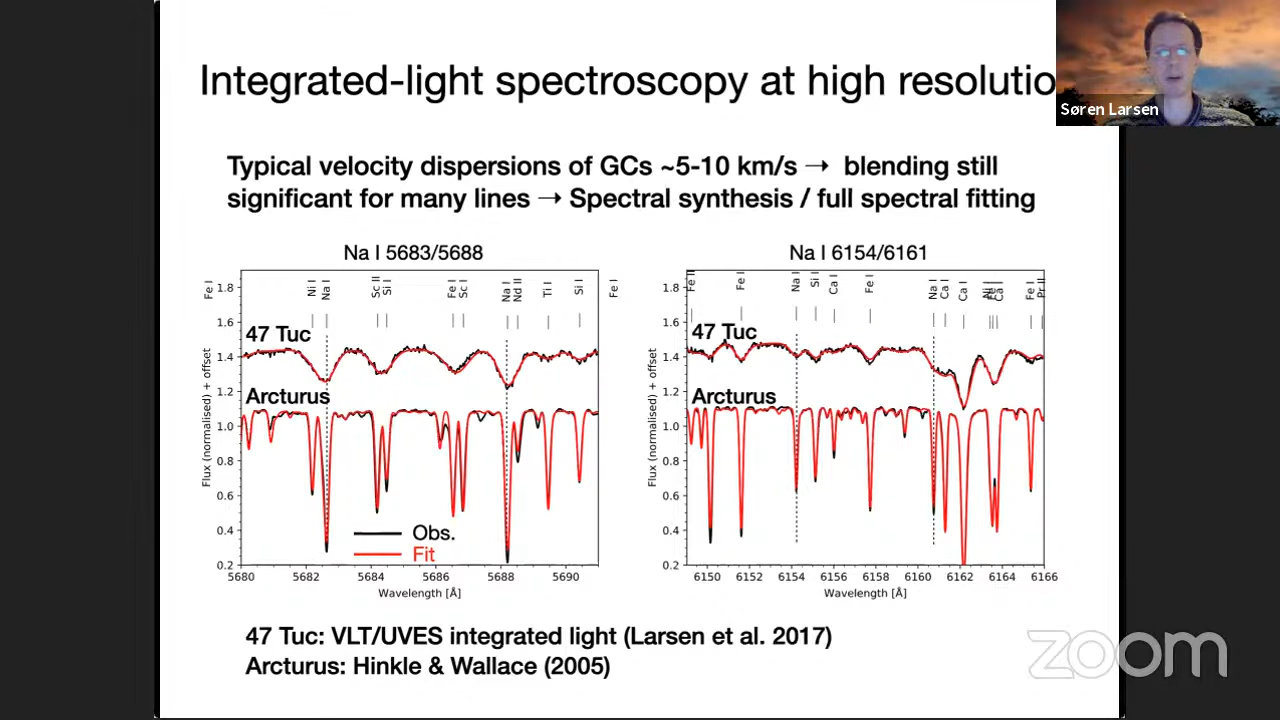 Integrated-light spectroscopy at high resolutio
Søren Larsen
Typical velocity dispersions of GCs ~5-10 km/s → blending still
significant for many lines → Spectral synthesis / full spectral fitting
Na I 5683/5688
Fe I
Ni I
Na I
Sc II
Si I
Fe I
Sc I
Na I
Nd II
Ti I
Si I
Fe I
47 Tuc
Arcturus
Obs.
Fit
Flux (normalised) + offset
1.8
1.6
1.4
1.2
1.0
0.8
0.6
0.4
0.2
5680 5682 5684 5686 5688 5690
Wavelength [Å]
Na I 6154/6161
Fe II
Fe I
Na I
Si I
Ca I
Fe I
Na I
Ca I
Ca I
Ni I
Fe I
Ca I
Fe I
Pr II
47 Tuc
Arcturus
Flux (normalised) + offset
1.8
1.6
1.4
1.2
1.0
0.8
0.6
0.4
0.2
6150 6152 6154 6156 6158 6160 6162 6164 6166
Wavelength [Å]
47 Tuc: VLT/UVES integrated light (Larsen et al. 2017)
Arcturus: Hinkle & Wallace (2005)
zoom